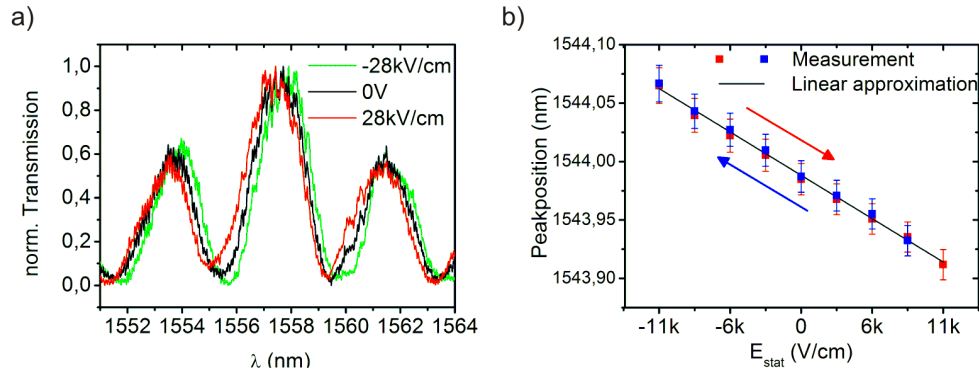 a)
norm. Transmission
1,0
0,8
0,6
0,4
0,2
0,0
-28kV/cm
0V
28kV/cm
1552 1554 1556 1558 1560 1562 1564
λ (nm)
b)
Peakposition (nm)
1544,10
1544,05
1544,00
1543,95
1543,90
Measurement
Linear approximation
-11k -6k 0 6k 11k
E_stat (V/cm)